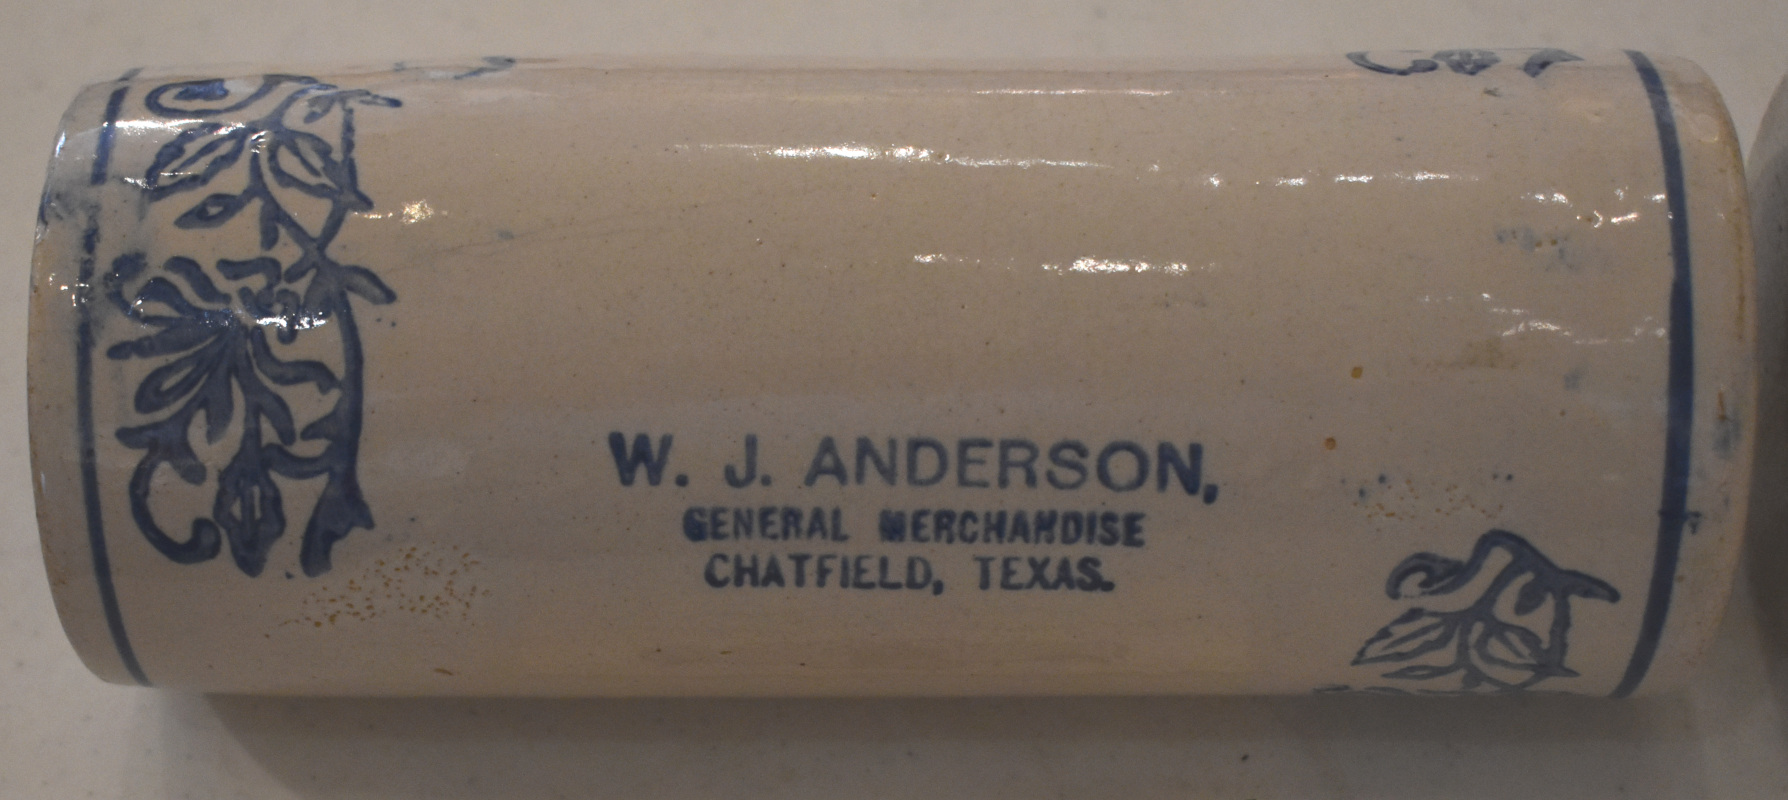 W. J. ANDERSON,
GENERAL MERCHANDISE
CHATFIELD, TEXAS.